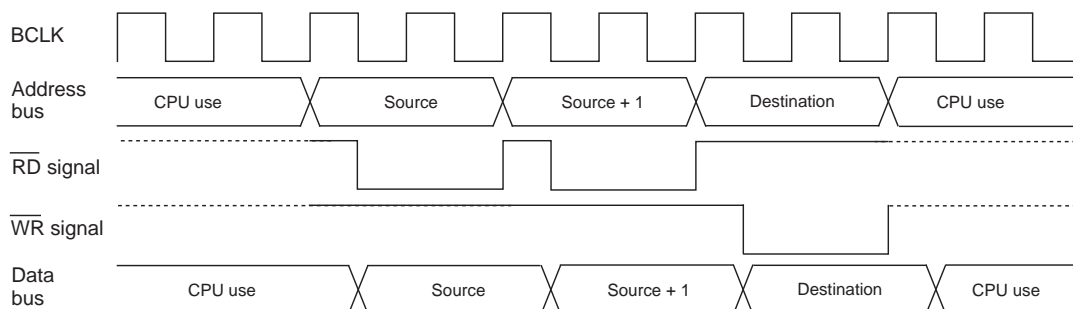 BCLK
Address
bus
CPU use
Source
Source + 1
Destination
CPU use
RD signal
WR signal
Data
bus
CPU use
Source
Source + 1
Destination
CPU use